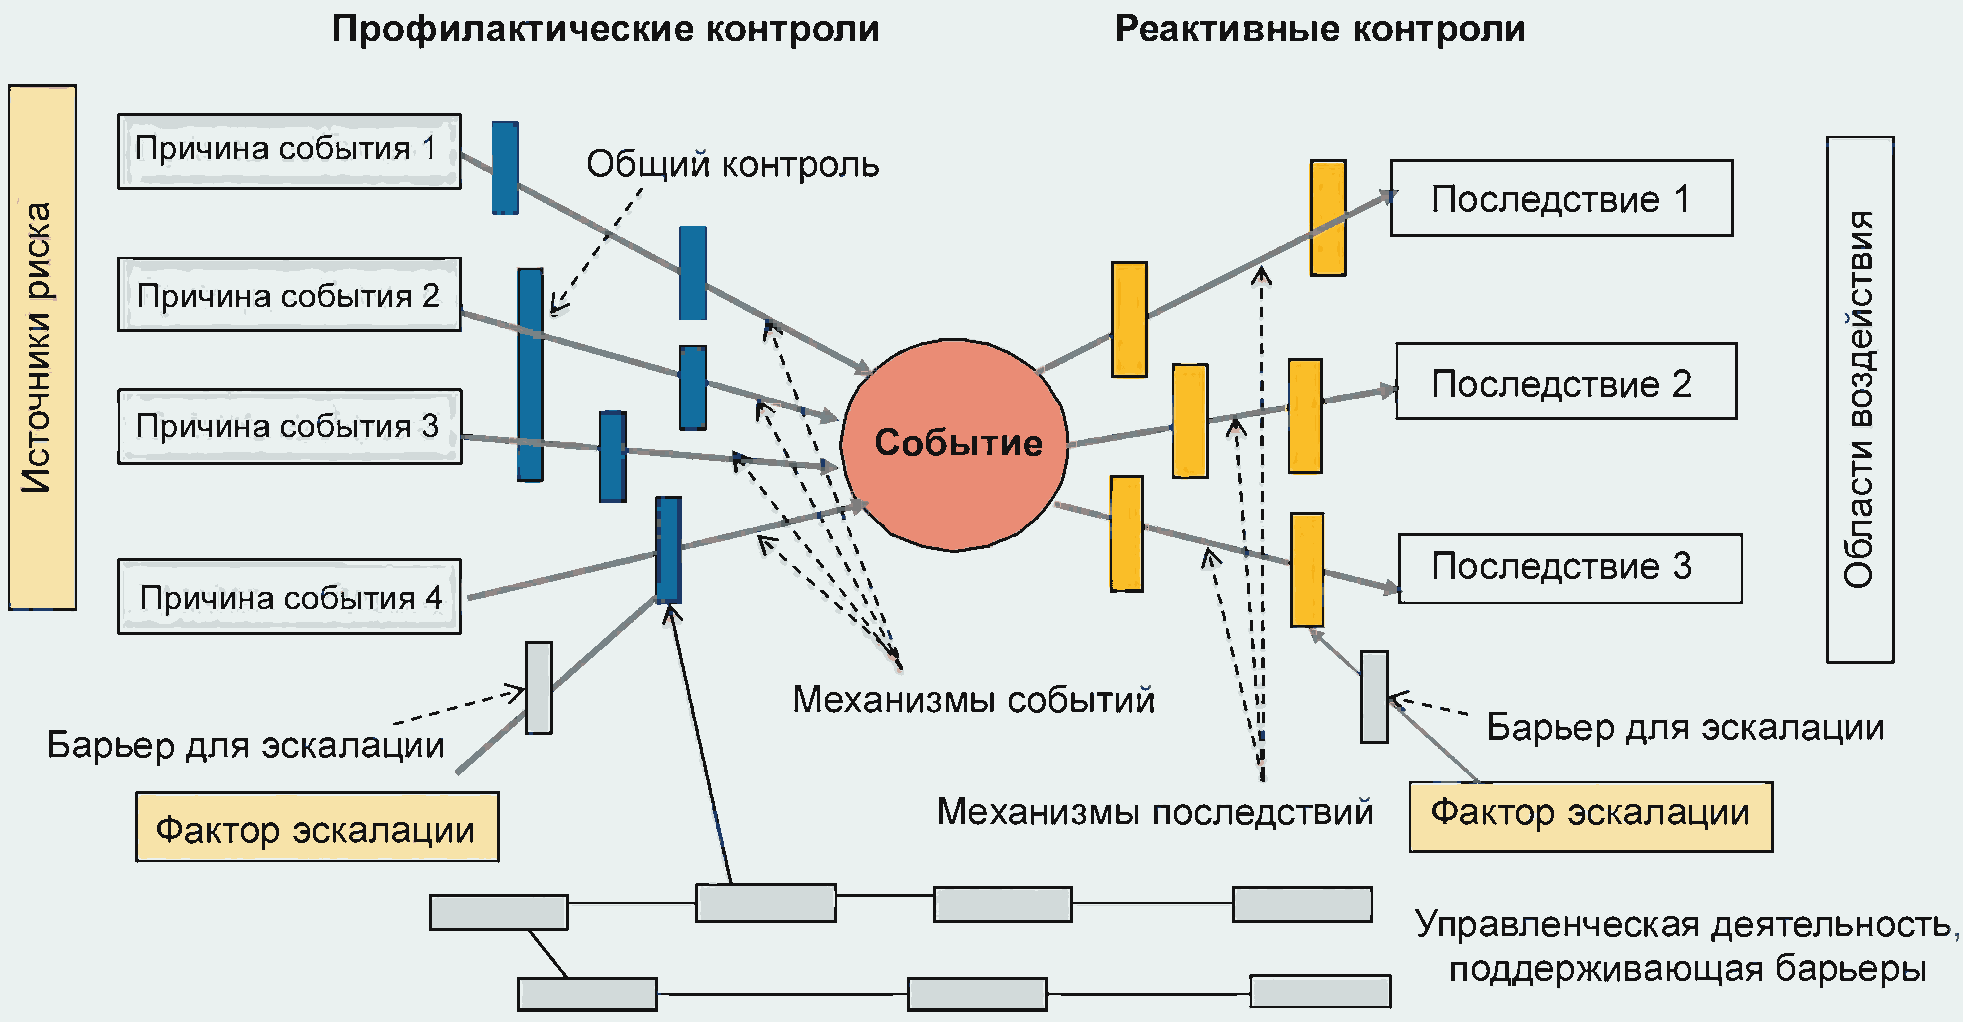 Профилактические контроли
Реактивные контроли
Источники риска
Причина события 1
Общий контроль
Причина события 2
Причина события 3
Причина события 4
Событие
Последствие 1
Последствие 2
Последствие 3
Области воздействия
Механизмы событий
Барьер для эскалации
Фактор эскалации
Механизмы последствий
Барьер для эскалации
Фактор эскалации
Управленческая деятельность,
поддерживающая барьеры